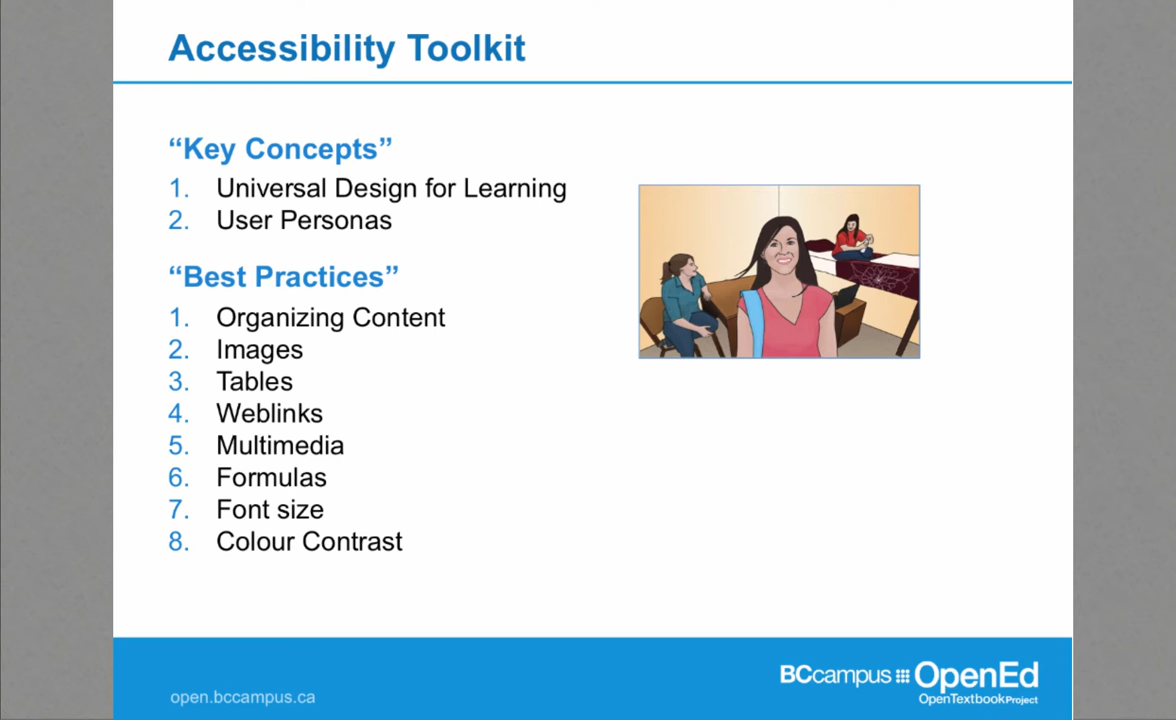 Accessibility Toolkit
“Key Concepts”
1. Universal Design for Learning
2. User Personas
“Best Practices”
1. Organizing Content
2. Images
3. Tables
4. Weblinks
5. Multimedia
6. Formulas
7. Font size
8. Colour Contrast
open.bccampus.ca
BCcampus OpenEd
OpenTextbookProject